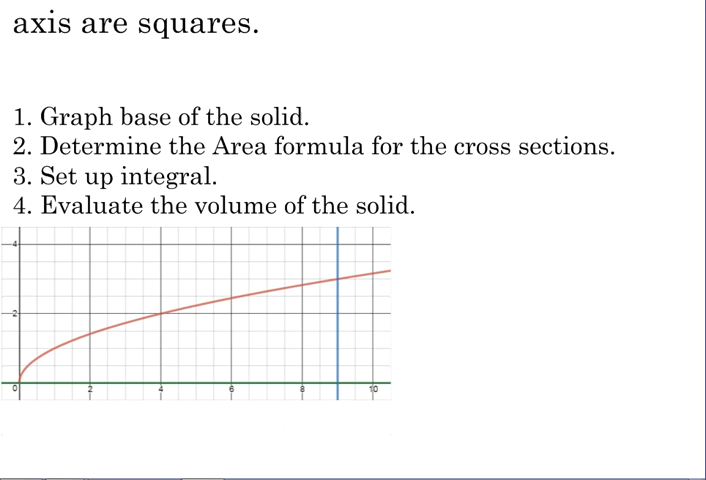 axis are squares.
1. Graph base of the solid.
2. Determine the Area formula for the cross sections.
3. Set up integral.
4. Evaluate the volume of the solid.
4
2
0 2 4 6 8 10